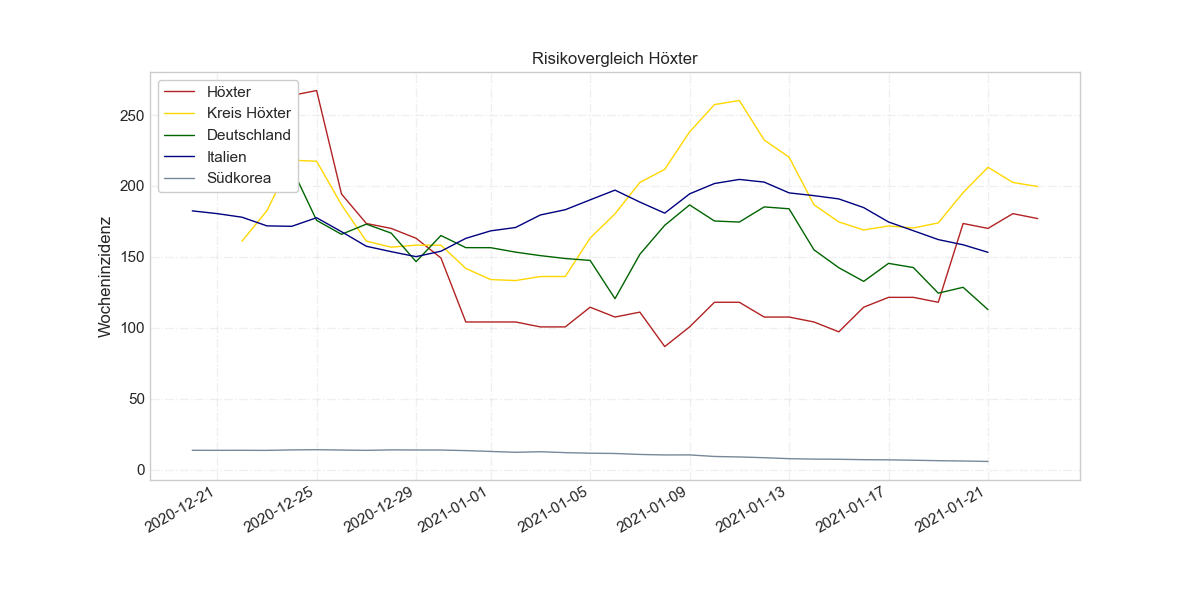 Risikovergleich Höxter
Höxter
Kreis Höxter
Deutschland
Italien
Südkorea
Wocheninzidenz
250
200
150
100
50
0
2020-12-21
2020-12-25
2020-12-29
2021-01-01
2021-01-05
2021-01-09
2021-01-13
2021-01-17
2021-01-21